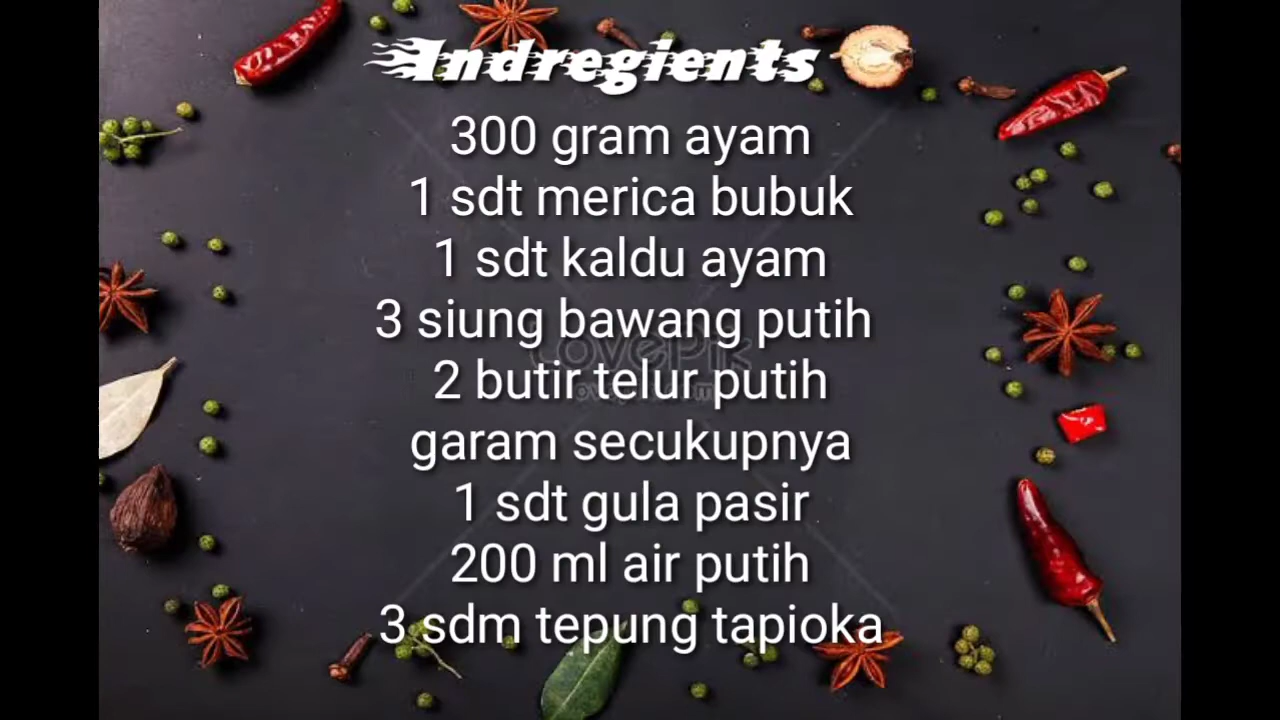 Andregients
300 gram ayam
1 sdt merica bubuk
1 sdt kaldu ayam
3 siung bawang putih
2 butir telur putih
garam secukupnya
1 sdt gula pasir
200 ml air putih
3 sdm tepung tapioka